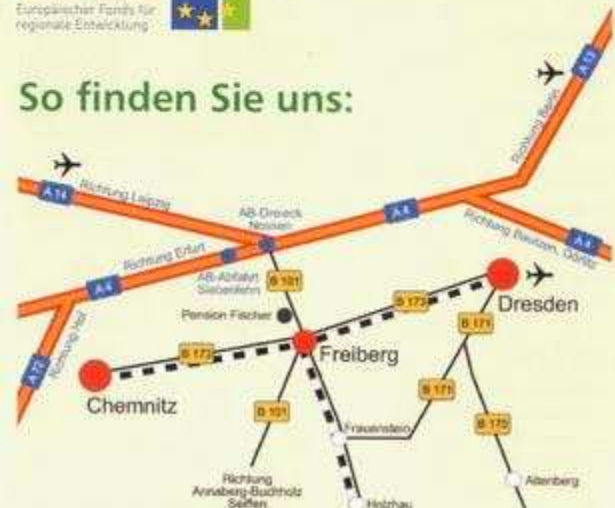 Europäischer Fonds für
regionale Entwicklung
So finden Sie uns:
A 13
Richtung Berlin
A 14
Richtung Leipzig
AB-Dreieck
Nossen
A 4
Richtung Bautzen, Görlitz
A 4
Richtung Erfurt
AB-Abfahrt
Siebenlehn
A 4
B 101
B 173
Dresden
Pension Fischer
B 171
Richtung Hof
A 72
B 173
Freiberg
Chemnitz
B 171
B 101
Frauenstein
B 170
Richtung
Annaberg-Buchholz
Seiffen
Altenberg
Holzhau